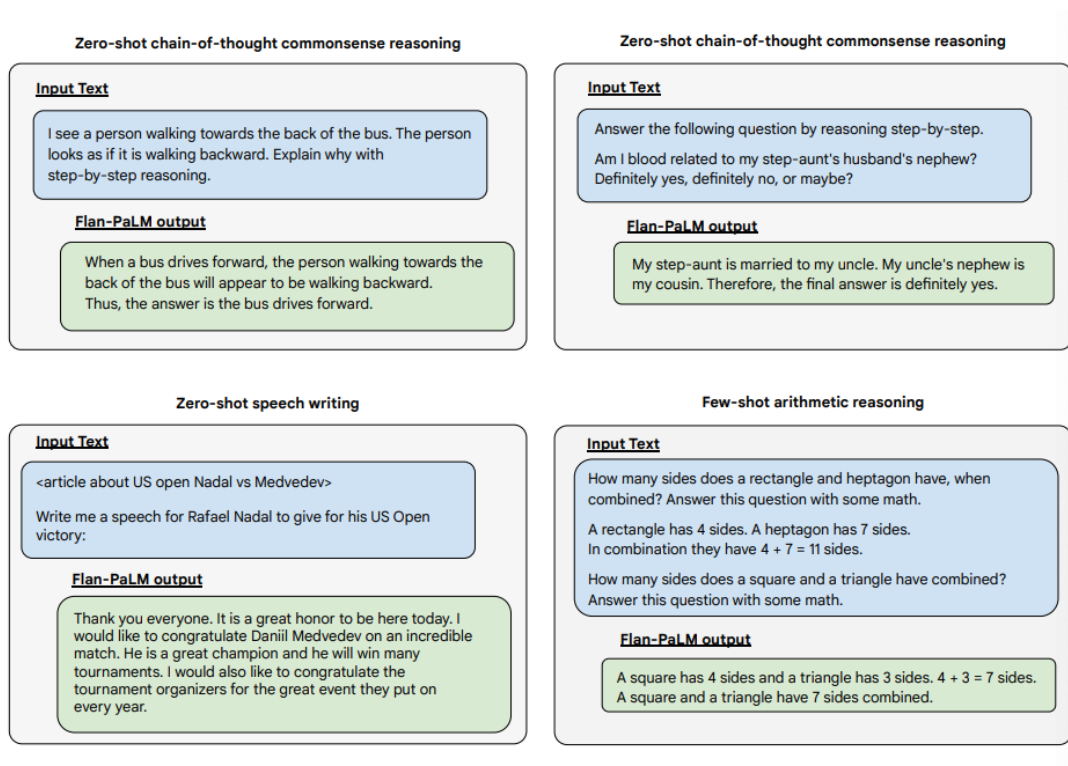 Zero-shot chain-of-thought commonsense reasoning
Input Text
I see a person walking towards the back of the bus. The person
looks as if it is walking backward. Explain why with
step-by-step reasoning.
Flan-PaLM output
When a bus drives forward, the person walking towards the
back of the bus will appear to be walking backward.
Thus, the answer is the bus drives forward.
Zero-shot chain-of-thought commonsense reasoning
Input Text
Answer the following question by reasoning step-by-step.
Am I blood related to my step-aunt's husband's nephew?
Definitely yes, definitely no, or maybe?
Flan-PaLM output
My step-aunt is married to my uncle. My uncle's nephew is
my cousin. Therefore, the final answer is definitely yes.
Zero-shot speech writing
Input Text
<article about US open Nadal vs Medvedev>
Write me a speech for Rafael Nadal to give for his US Open
victory:
Flan-PaLM output
Thank you everyone. It is a great honor to be here today. I
would like to congratulate Daniil Medvedev on an incredible
match. He is a great champion and he will win many
tournaments. I would also like to congratulate the
tournament organizers for the great event they put on
every year.
Few-shot arithmetic reasoning
Input Text
How many sides does a rectangle and heptagon have, when
combined? Answer this question with some math.
A rectangle has 4 sides. A heptagon has 7 sides.
In combination they have 4 + 7 = 11 sides.
How many sides does a square and a triangle have combined?
Answer this question with some math.
Flan-PaLM output
A square has 4 sides and a triangle has 3 sides. 4 + 3 = 7 sides.
A square and a triangle have 7 sides combined.